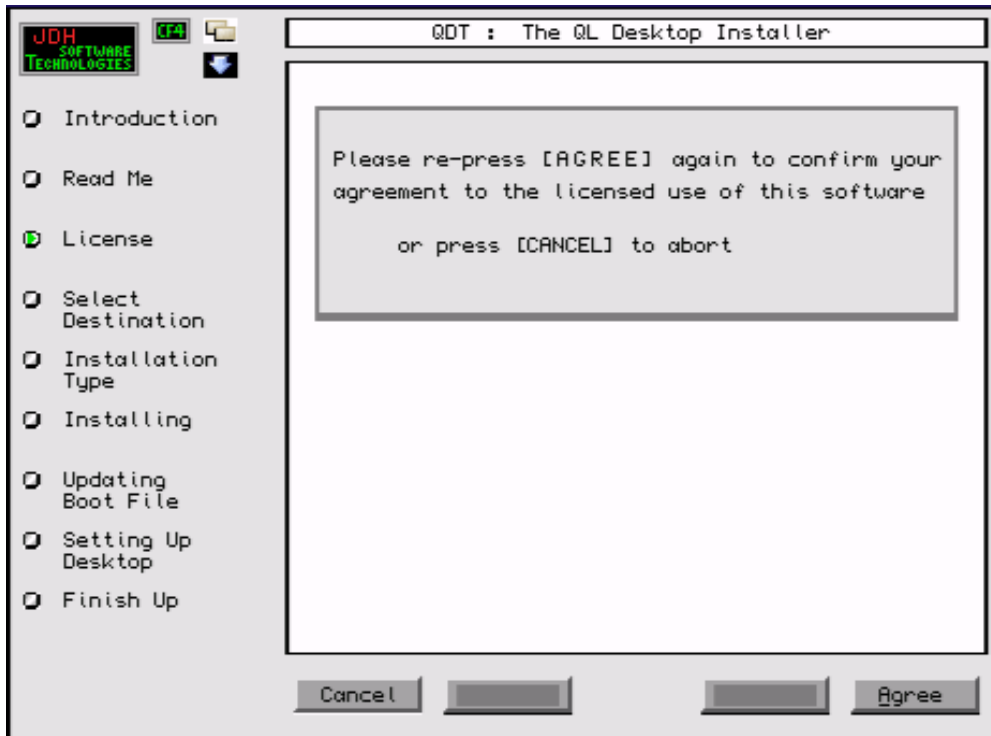 JDH
SOFTWARE
TECHNOLOGIES
CF4
QDT : The QL Desktop Installer
Introduction
Read Me
License
Select
Destination
Installation
Type
Installing
Updating
Boot File
Setting Up
Desktop
Finish Up
Please re-press [AGREE] again to confirm your
agreement to the licensed use of this software
or press [CANCEL] to abort
Cancel
Agree